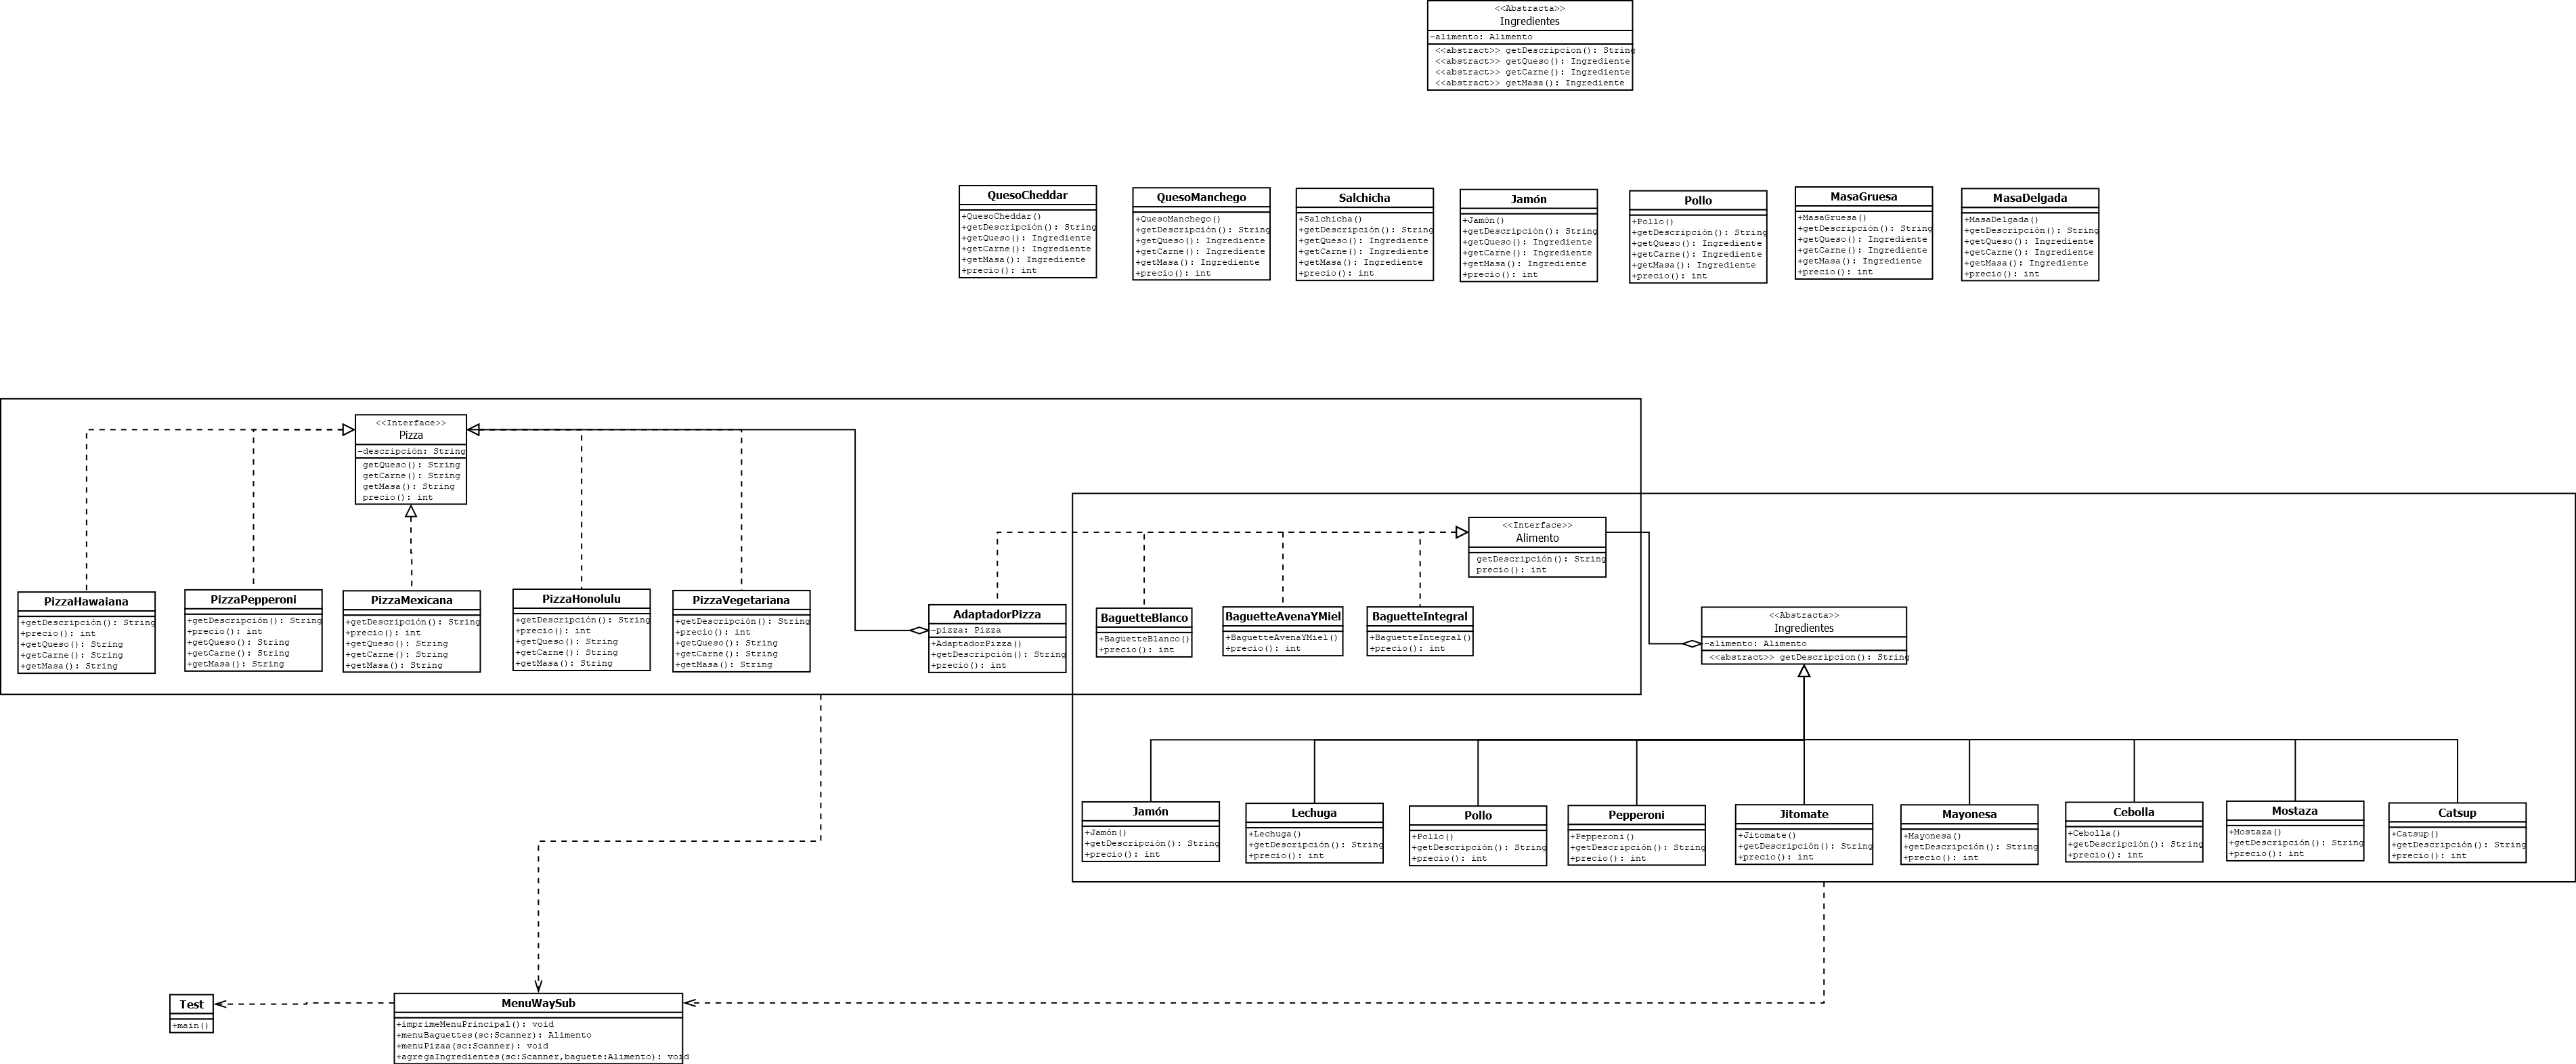 <<Abstracta>>
Ingredientes
-alimento: Alimento
<<abstract>> getDescripcion(): String
<<abstract>> getQueso(): Ingrediente
<<abstract>> getCarne(): Ingrediente
<<abstract>> getMasa(): Ingrediente
QuesoCheddar
+QuesoCheddar()
+getDescripción(): String
+getQueso(): Ingrediente
+getCarne(): Ingrediente
+getMasa(): Ingrediente
+precio(): int
QuesoManchego
+QuesoManchego()
+getDescripción(): String
+getQueso(): Ingrediente
+getCarne(): Ingrediente
+getMasa(): Ingrediente
+precio(): int
Salchicha
+Salchicha()
+getDescripción(): String
+getQueso(): Ingrediente
+getCarne(): Ingrediente
+getMasa(): Ingrediente
+precio(): int
Jamón
+Jamón()
+getDescripción(): String
+getQueso(): Ingrediente
+getCarne(): Ingrediente
+getMasa(): Ingrediente
+precio(): int
Pollo
+Pollo()
+getDescripción(): String
+getQueso(): Ingrediente
+getCarne(): Ingrediente
+getMasa(): Ingrediente
+precio(): int
MasaGruesa
+MasaGruesa()
+getDescripción(): String
+getQueso(): Ingrediente
+getCarne(): Ingrediente
+getMasa(): Ingrediente
+precio(): int
MasaDelgada
+MasaDelgada()
+getDescripción(): String
+getQueso(): Ingrediente
+getCarne(): Ingrediente
+getMasa(): Ingrediente
+precio(): int
<<Interface>>
Pizza
-descripción: String
getQueso(): String
getCarne(): String
getMasa(): String
precio(): int
<<Interface>>
Alimento
getDescripción(): String
precio(): int
PizzaHawaiana
+getDescripción(): String
+precio(): int
+getQueso(): String
+getCarne(): String
+getMasa(): String
PizzaPepperoni
+getDescripción(): String
+precio(): int
+getQueso(): String
+getCarne(): String
+getMasa(): String
PizzaMexicana
+getDescripción(): String
+precio(): int
+getQueso(): String
+getCarne(): String
+getMasa(): String
PizzaHonolulu
+getDescripción(): String
+precio(): int
+getQueso(): String
+getCarne(): String
+getMasa(): String
PizzaVegetariana
+getDescripción(): String
+precio(): int
+getQueso(): String
+getCarne(): String
+getMasa(): String
AdaptadorPizza
-pizza: Pizza
+AdaptadorPizza()
+getDescripción(): String
+precio(): int
BaguetteBlanco
+BaguetteBlanco()
+precio(): int
BaguetteAvenaYMiel
+BaguetteAvenaYMiel()
+precio(): int
BaguetteIntegral
+BaguetteIntegral()
+precio(): int
<<Abstracta>>
Ingredientes
-alimento: Alimento
<<abstract>> getDescripcion(): String
Jamón
+Jamón()
+getDescripción(): String
+precio(): int
Lechuga
+Lechuga()
+getDescripción(): String
+precio(): int
Pollo
+Pollo()
+getDescripción(): String
+precio(): int
Pepperoni
+Pepperoni()
+getDescripción(): String
+precio(): int
Jitomate
+Jitomate()
+getDescripción(): String
+precio(): int
Mayonesa
+Mayonesa()
+getDescripción(): String
+precio(): int
Cebolla
+Cebolla()
+getDescripción(): String
+precio(): int
Mostaza
+Mostaza()
+getDescripción(): String
+precio(): int
Catsup
+Catsup()
+getDescripción(): String
+precio(): int
Test
+main()
MenuWaySub
+imprimeMenuPrincipal(): void
+menuBaguettes(sc:Scanner): Alimento
+menuPizaa(sc:Scanner): void
+agregaIngredientes(sc:Scanner,baguete:Alimento): void